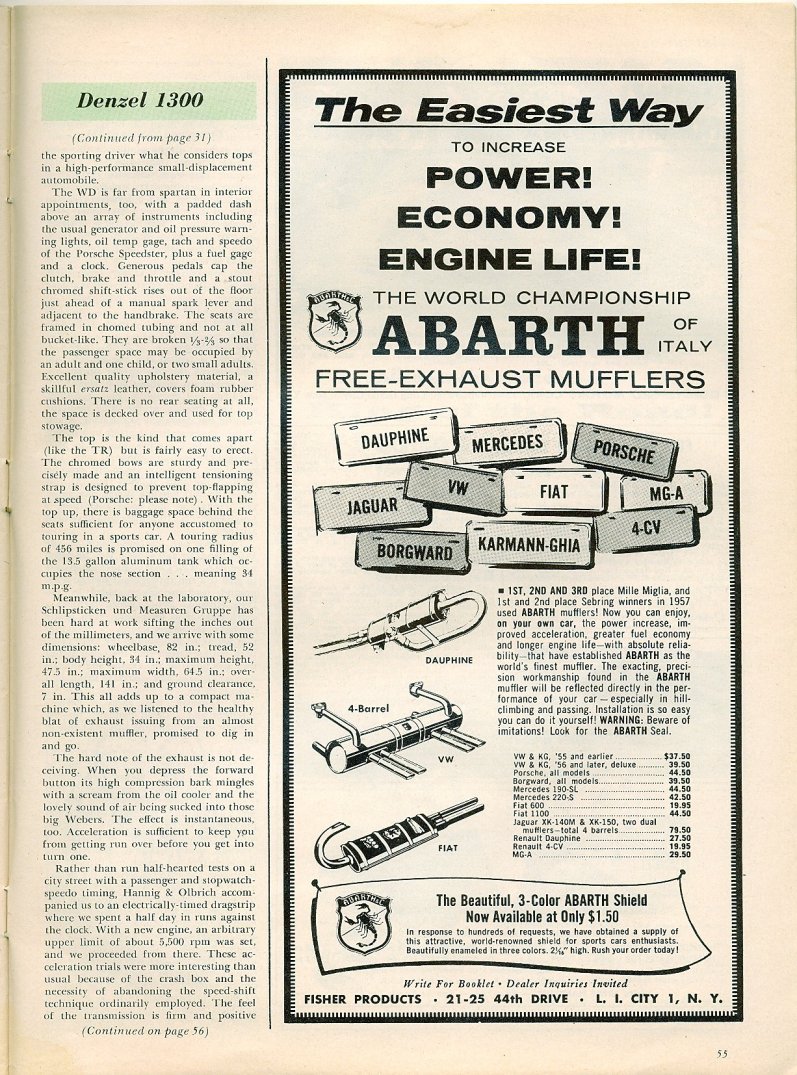 Denzel 1300
(Continued from page 31)
the sporting driver what he considers tops
in a high-performance small-displacement
automobile.
The WD is far from spartan in interior
appointments, too, with a padded dash
above an array of instruments including
the usual generator and oil pressure warn-
ing lights, oil temp gage, tach and speedo
of the Porsche Speedster, plus a fuel gage
and a clock. Generous pedals cap the
clutch, brake and throttle and a stout
chromed shift-stick rises out of the floor
just ahead of a manual spark lever and
adjacent to the handbrake. The seats are
framed in chomed tubing and not at all
bucket-like. They are broken ⅓-⅔ so that
the passenger space may be occupied by
an adult and one child, or two small adults.
Excellent quality upholstery material, a
skillful ersatz leather, covers foam rubber
cushions. There is no rear seating at all,
the space is decked over and used for top
stowage.
The top is the kind that comes apart
(like the TR) but is fairly easy to erect.
The chromed bows are sturdy and pre-
cisely made and an intelligent tensioning
strap is designed to prevent top-flapping
at speed (Porsche: please note). With the
top up, there is baggage space behind the
seats sufficient for anyone accustomed to
touring in a sports car. A touring radius
of 456 miles is promised on one filling of
the 13.5 gallon aluminum tank which oc-
cupies the nose section . . . meaning 34
m.p.g.
Meanwhile, back at the laboratory, our
Schlipsticken und Measuren Gruppe has
been hard at work sifting the inches out
of the millimeters, and we arrive with some
dimensions: wheelbase, 82 in.; tread, 52
in.; body height, 34 in.; maximum height,
47.5 in.; maximum width, 64.5 in.; over-
all length, 141 in.; and ground clearance,
7 in. This all adds up to a compact ma-
chine which, as we listened to the healthy
blat of exhaust issuing from an almost
non-existent muffler, promised to dig in
and go.
The hard note of the exhaust is not de-
ceiving. When you depress the forward
button its high compression bark mingles
with a scream from the oil cooler and the
lovely sound of air being sucked into those
big Webers. The effect is instantaneous,
too. Acceleration is sufficient to keep you
from getting run over before you get into
turn one.
Rather than run half-hearted tests on a
city street with a passenger and stopwatch-
speedo timing, Hannig & Olbrich accom-
panied us to an electrically-timed dragstrip
where we spent a half day in runs against
the clock. With a new engine, an arbitrary
upper limit of about 5,500 rpm was set,
and we proceeded from there. These ac-
celeration trials were more interesting than
usual because of the crash box and the
necessity of abandoning the speed-shift
technique ordinarily employed. The feel
of the transmission is firm and positive
(Continued on page 56)
The Easiest Way
TO INCREASE
POWER!
ECONOMY!
ENGINE LIFE!
THE WORLD CHAMPIONSHIP
ABARTH OF ITALY
FREE-EXHAUST MUFFLERS
DAUPHINE
MERCEDES
PORSCHE
JAGUAR
VW
FIAT
MG-A
BORGWARD
KARMANN-GHIA
4-CV
DAUPHINE
4-Barrel
VW
FIAT
■ 1ST, 2ND AND 3RD place Mille Miglia, and
1st and 2nd place Sebring winners in 1957
used ABARTH mufflers! Now you can enjoy,
on your own car, the power increase, im-
proved acceleration, greater fuel economy
and longer engine life—with absolute relia-
bility—that have established ABARTH as the
world's finest muffler. The exacting, preci-
sion workmanship found in the ABARTH
muffler will be reflected directly in the per-
formance of your car — especially in hill-
climbing and passing. Installation is so easy
you can do it yourself! WARNING: Beware of
imitations! Look for the ABARTH Seal.
VW & KG, '55 and earlier ............ $37.50
VW & KG, '56 and later, deluxe ........ 39.50
Porsche, all models .................. 44.50
Borgward, all models ................. 39.50
Mercedes 190-SL ...................... 44.50
Mercedes 220-S ....................... 42.50
Fiat 600 ............................. 19.95
Fiat 1100 ............................ 44.50
Jaguar XK-140M & XK-150, two dual
mufflers—total 4 barrels ............. 79.50
Renault Dauphine ..................... 27.50
Renault 4-CV ......................... 19.95
MG-A ................................. 29.50
The Beautiful, 3-Color ABARTH Shield
Now Available at Only $1.50
In response to hundreds of requests, we have obtained a supply of
this attractive, world-renowned shield for sports cars enthusiasts.
Beautifully enameled in three colors. 2⅛" high. Rush your order today!
Write For Booklet • Dealer Inquiries Invited
FISHER PRODUCTS • 21-25 44th DRIVE • L. I. CITY 1, N. Y.
55